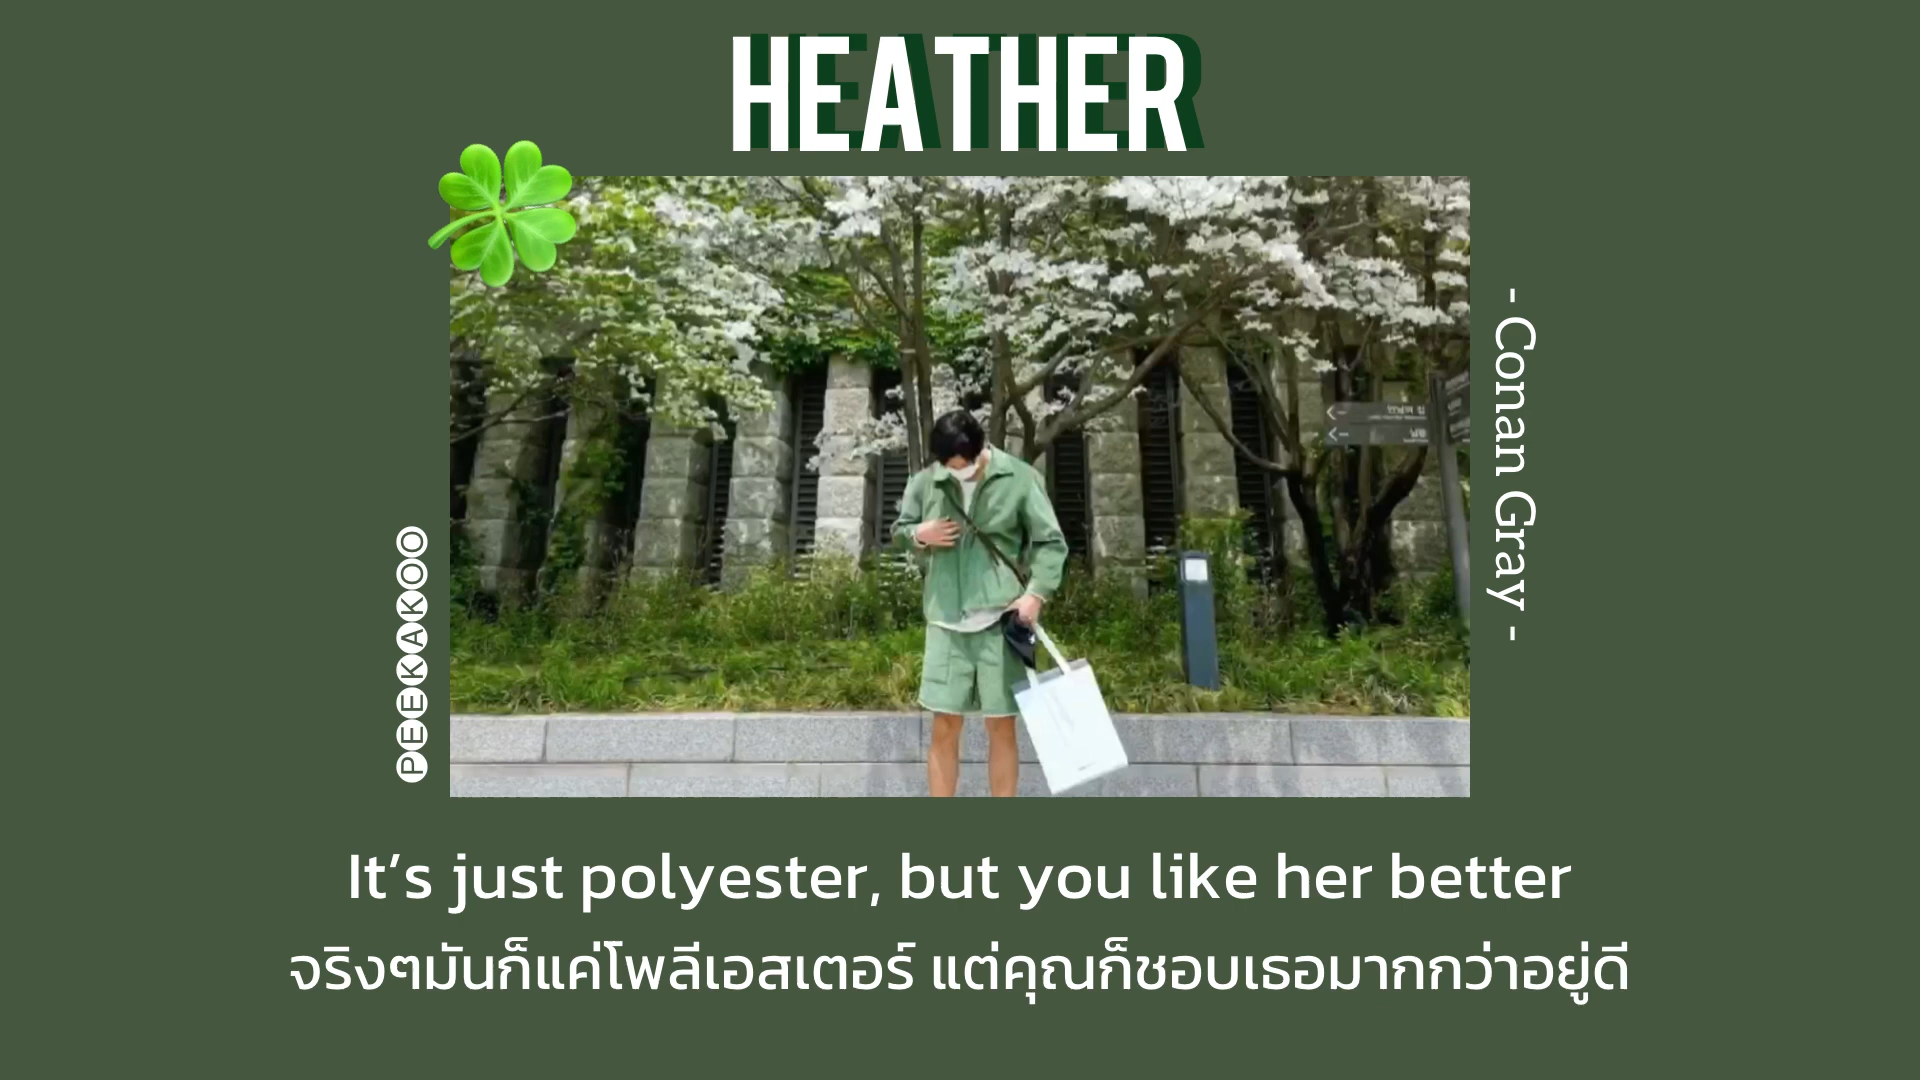 HEATHER
- Conan Gray -
PEEKAKOO
It’s just polyester, but you like her better
จริงๆมันก็แค่โพลีเอสเตอร์ แต่คุณก็ชอบเธอมากกว่าอยู่ดี